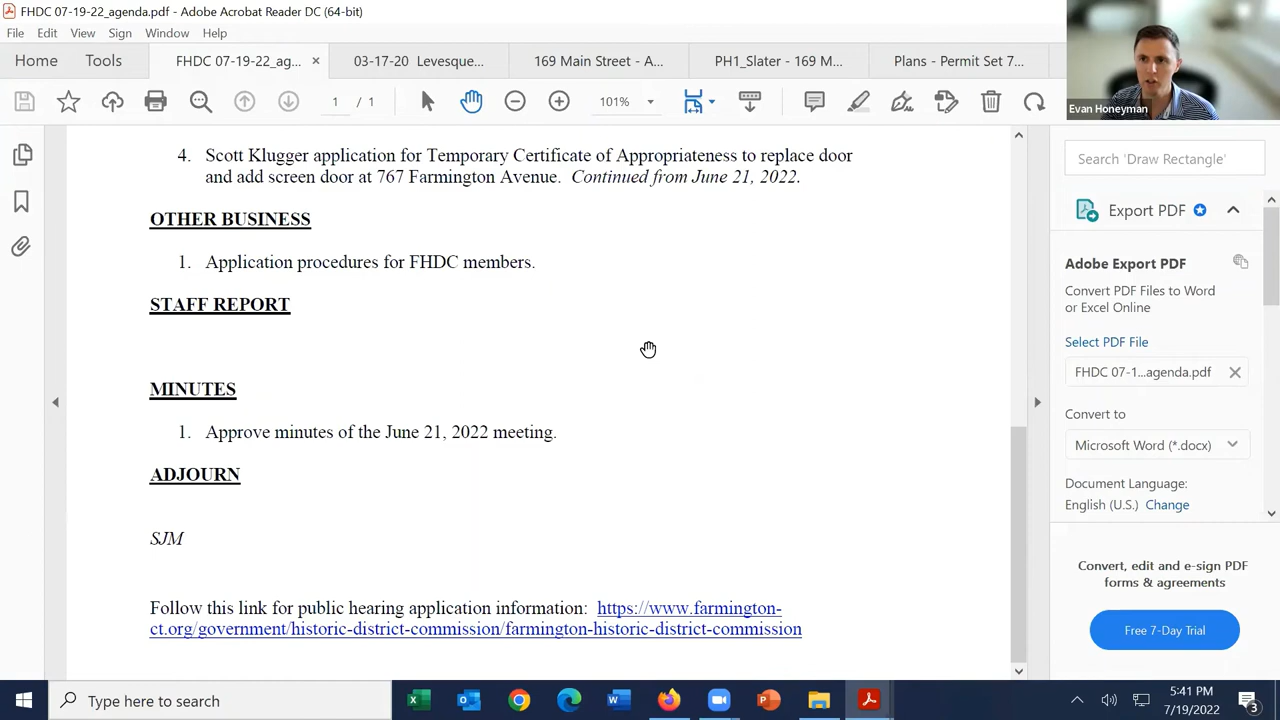 FHDC 07-19-22_agenda.pdf - Adobe Acrobat Reader DC (64-bit)
File Edit View Sign Window Help
Home Tools FHDC 07-19-22_ag... × 03-17-20 Levesque... 169 Main Street - A... PH1_Slater - 169 M... Plans - Permit Set 7...
1 / 1 101%
Evan Honeyman
4. Scott Klugger application for Temporary Certificate of Appropriateness to replace door
and add screen door at 767 Farmington Avenue. Continued from June 21, 2022.
OTHER BUSINESS
1. Application procedures for FHDC members.
STAFF REPORT
MINUTES
1. Approve minutes of the June 21, 2022 meeting.
ADJOURN
SJM
Follow this link for public hearing application information: https://www.farmington-
ct.org/government/historic-district-commission/farmington-historic-district-commission
Search 'Draw Rectangle'
Export PDF
Adobe Export PDF
Convert PDF Files to Word
or Excel Online
Select PDF File
FHDC 07-1...agenda.pdf
Convert to
Microsoft Word (*.docx)
Document Language:
English (U.S.) Change
Convert, edit and e-sign PDF
forms & agreements
Free 7-Day Trial
Type here to search
5:41 PM
7/19/2022
3